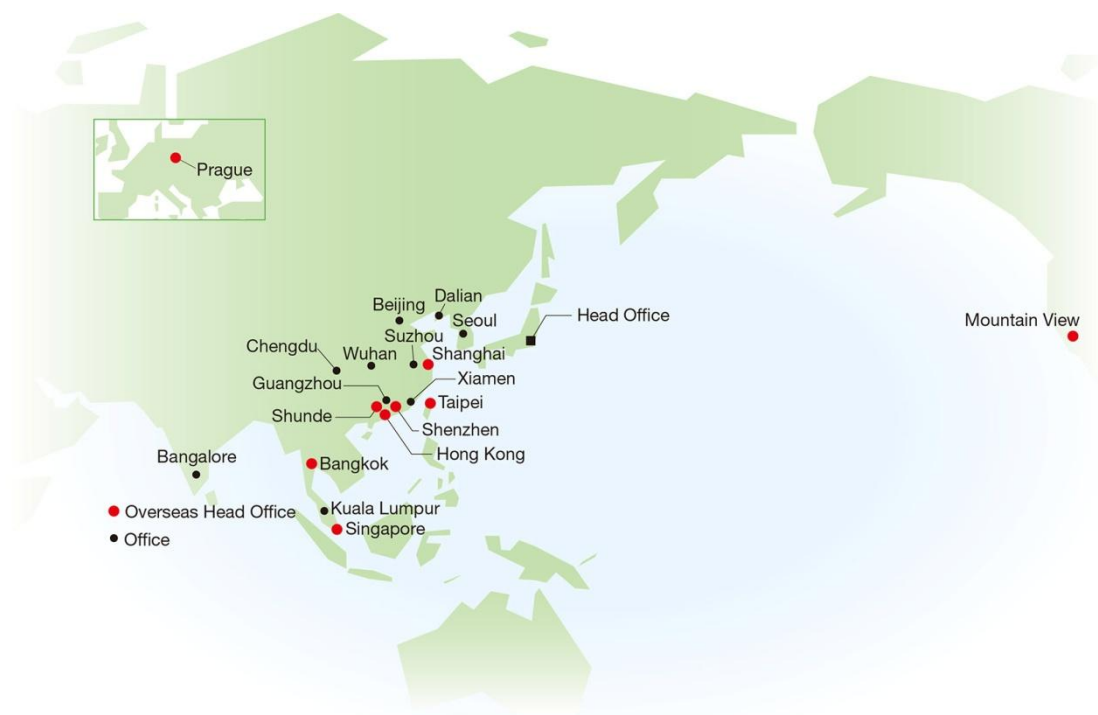 Prague
Dalian
Beijing
Seoul
Head Office
Mountain View
Suzhou
Chengdu
Wuhan
Shanghai
Guangzhou
Xiamen
Taipei
Shunde
Shenzhen
Hong Kong
Bangalore
Bangkok
Kuala Lumpur
Overseas Head Office
Singapore
Office